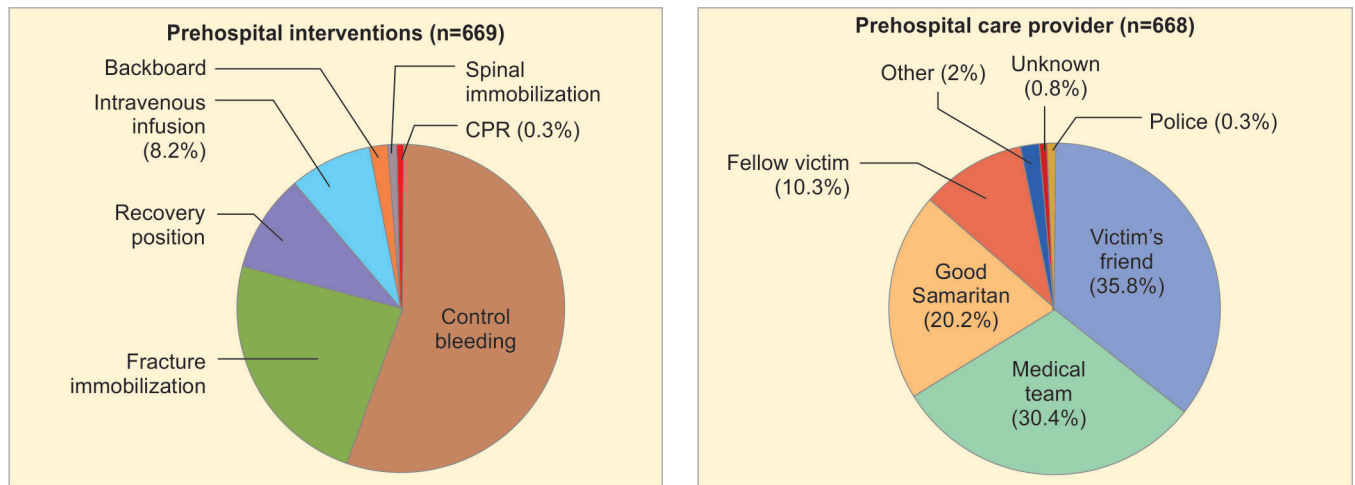 Prehospital interventions (n=669)
Backboard
Intravenous
infusion
(8.2%)
Recovery
position
Fracture
immobilization
Spinal
immobilization
CPR (0.3%)
Control
bleeding
Prehospital care provider (n=668)
Other (2%)
Unknown
(0.8%)
Police (0.3%)
Fellow victim
(10.3%)
Victim's
friend
(35.8%)
Good
Samaritan
(20.2%)
Medical
team
(30.4%)